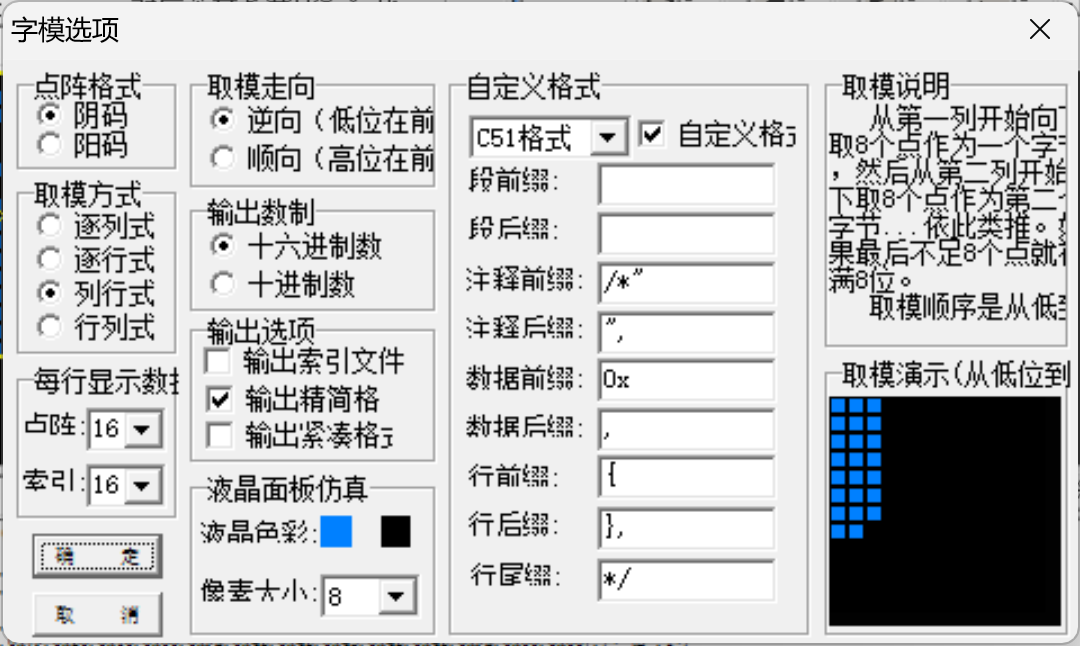 字模选项
点阵格式
阴码
阳码
取模方式
逐列式
逐行式
列行式
行列式
每行显示数
点阵: 16
索引: 16
确 定
取 消
取模走向
逆向（低位在前
顺向（高位在前
输出数制
十六进制数
十进制数
输出选项
输出索引文件
输出精简格
输出紧凑格
液晶面板仿真
液晶色彩:
像素大小: 8
自定义格式
C51格式 自定义格
段前缀:
段后缀:
注释前缀: /*"
注释后缀: ",
数据前缀: 0x
数据后缀: ,
行前缀: {
行后缀: },
行尾缀: */
取模说明
从第一列开始向
取8个点作为一个字
，然后从第二列开始
下取8个点作为第二
字节...依此类推。
果最后不足8个点就
满8位。
取模顺序是从低
取模演示(从低位到